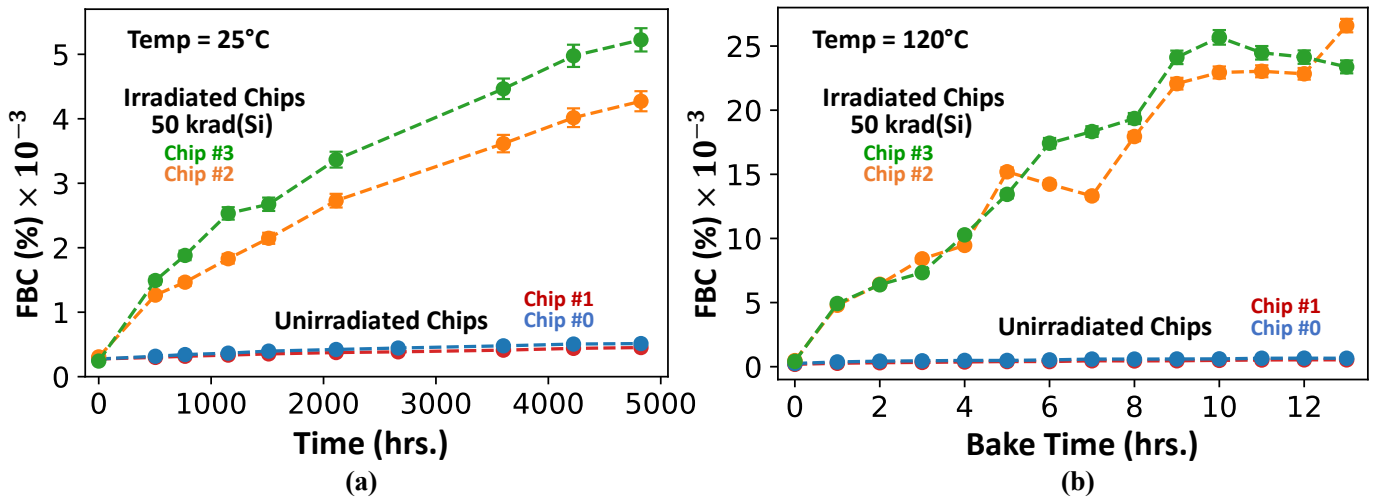 Temp = 25°C
Irradiated Chips
50 krad(Si)
Chip #3
Chip #2
Unirradiated Chips
Chip #1
Chip #0
FBC (%) × 10⁻³
5
4
3
2
1
0
0
1000
2000
3000
4000
5000
Time (hrs.)
(a)
Temp = 120°C
Irradiated Chips
50 krad(Si)
Chip #3
Chip #2
Unirradiated Chips
Chip #1
Chip #0
FBC (%) × 10⁻³
25
20
15
10
5
0
0
2
4
6
8
10
12
Bake Time (hrs.)
(b)